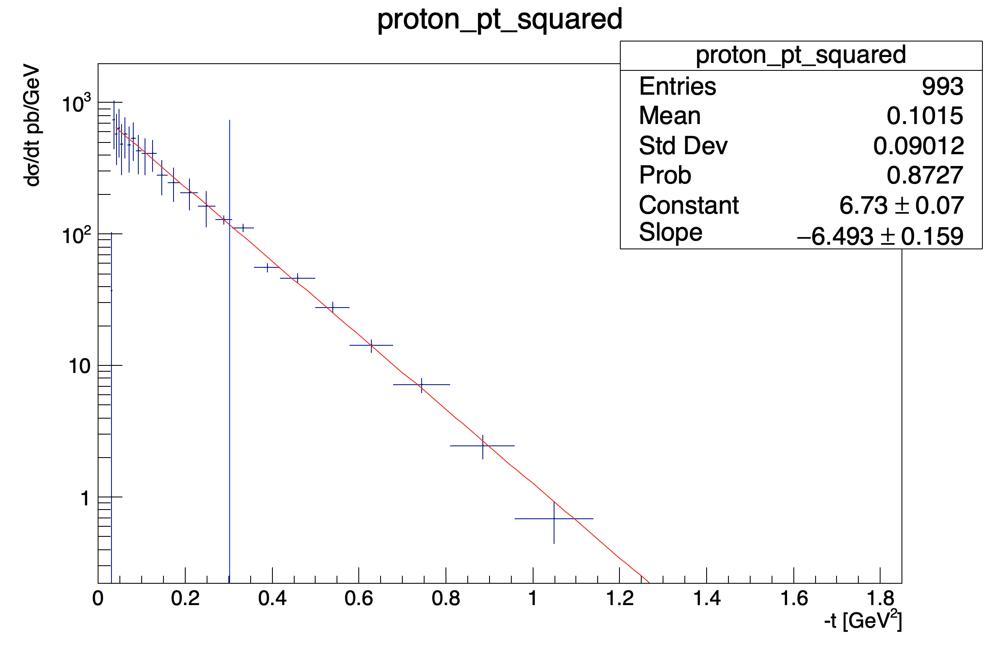 proton_pt_squared
proton_pt_squared
Entries 993
Mean 0.1015
Std Dev 0.09012
Prob 0.8727
Constant 6.73 ± 0.07
Slope −6.493 ± 0.159
dσ/dt pb/GeV
10³
10²
10
1
0 0.2 0.4 0.6 0.8 1 1.2 1.4 1.6 1.8
-t [GeV²]